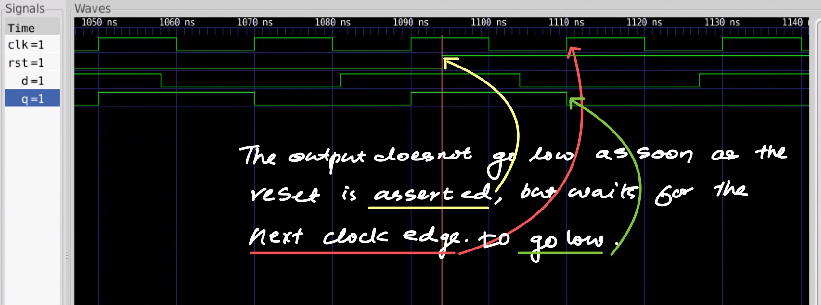 Signals
Waves
Time
1050 ns 1060 ns 1070 ns 1080 ns 1090 ns 1100 ns 1110 ns 1120 ns 1130 ns 1140
clk=1
rst=1
d=1
q=1
The output doesnot go low as soon as the
reset is asserted, but waits for the
next clock edge. to go low.